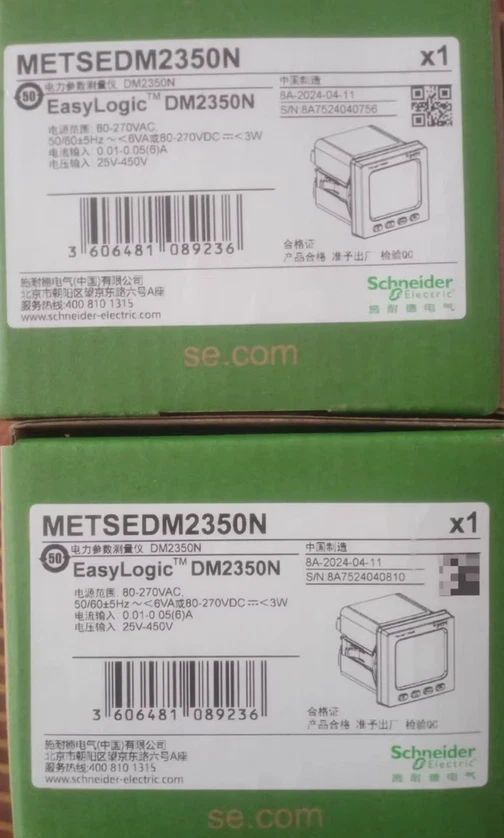 METSEDM2350N x1
50 电力参数测量仪 DM2350N
EasyLogic™ DM2350N
电源范围: 80-270VAC,
50/60±5Hz ～<6VA或80-270VDC ⎓<3W
电流输入: 0.01-0.05(6)A
电压输入: 25V-450V
中国制造
8A-2024-04-11
S/N 8A7524040756
3 606481 089236
合格证
产品合格 准予出厂 检验QC
施耐德电气(中国)有限公司
北京市朝阳区望京东路六号A座
服务热线:400 810 1315
www.schneider-electric.com
Schneider
Electric
施耐德电气
se.com
METSEDM2350N x1
50 电力参数测量仪 DM2350N
EasyLogic™ DM2350N
电源范围: 80-270VAC,
50/60±5Hz ～<6VA或80-270VDC ⎓<3W
电流输入: 0.01-0.05(6)A
电压输入: 25V-450V
中国制造
8A-2024-04-11
S/N 8A7524040810
3 606481 089236
合格证
产品合格 准予出厂 检验QC
施耐德电气(中国)有限公司
北京市朝阳区望京东路六号A座
服务热线:400 810 1315
www.schneider-electric.com
Schneider
Electric
施耐德电气
se.com